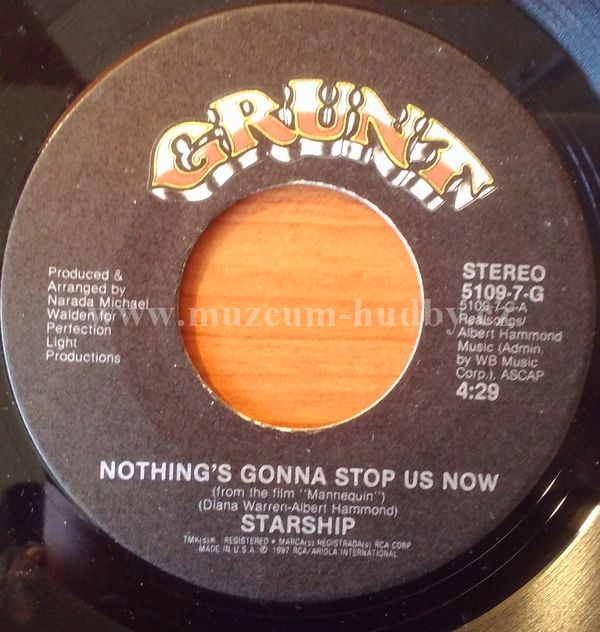 GRUNT
Produced &
Arranged by
Narada Michael
Walden for
Perfection
Light
Productions
STEREO
5109-7-G
5109-7-G-A
Realsongs/
Albert Hammond
Music (Admin.
by WB Music
Corp.), ASCAP
4:29
www.muzeum-hudby.cz
NOTHING'S GONNA STOP US NOW
(from the film "Mannequin")
(Diana Warren-Albert Hammond)
STARSHIP
TMK(s)® REGISTERED • MARCA(s) REGISTRADA(s) RCA CORP
MADE IN U.S.A. ℗ 1987 RCA/ARIOLA INTERNATIONAL